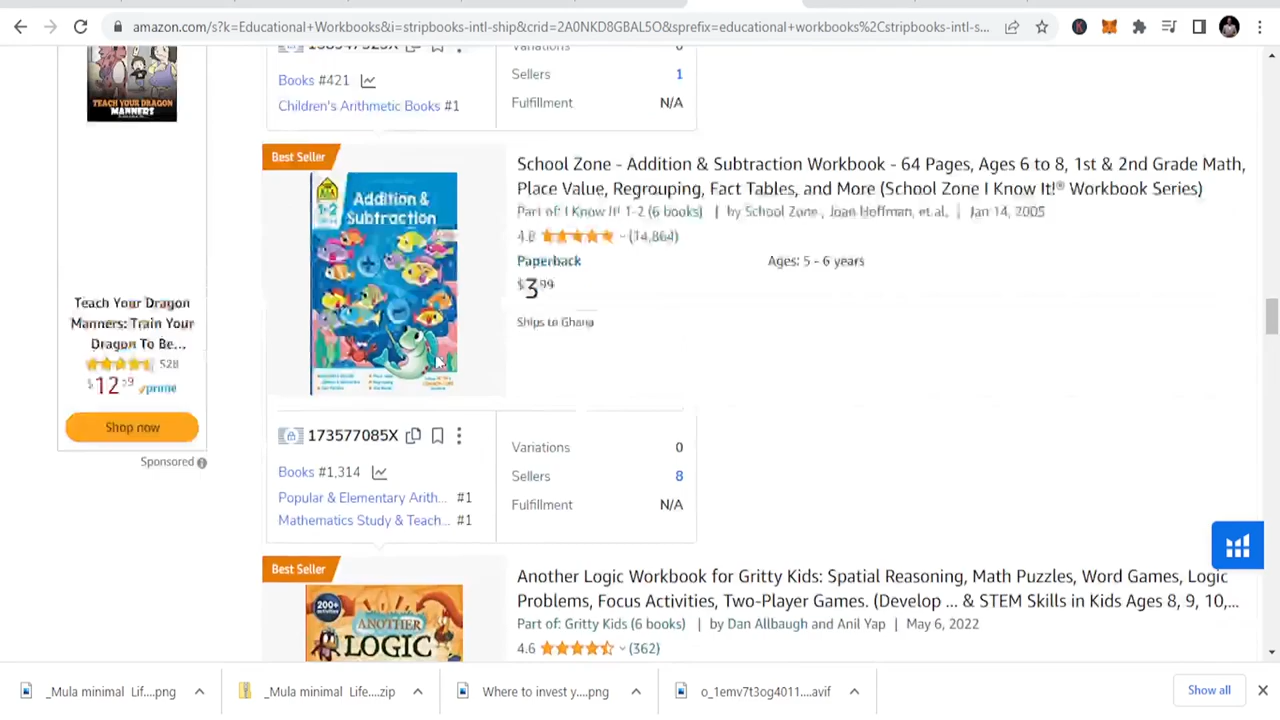 amazon.com/s?k=Educational+Workbooks&i=stripbooks-intl-ship&crid=2A0NKD8GBAL5O&sprefix=educational+workbooks%2Cstripbooks-intl-s...
TEACH YOUR DRAGON
MANNERS
Teach Your Dragon
Manners: Train Your
Dragon To Be...
528
$12
prime
Shop now
Sponsored
Books #421
Children's Arithmetic Books #1
Variations 0
Sellers 1
Fulfillment N/A
Best Seller
Addition &
Subtraction
1-2
School Zone - Addition & Subtraction Workbook - 64 Pages, Ages 6 to 8, 1st & 2nd Grade Math,
Place Value, Regrouping, Fact Tables, and More (School Zone I Know It!® Workbook Series)
Part of: I Know It! 1-2 (6 books) | by School Zone , Joan Hoffman, et al. | Jan 14, 2005
4.8 (14,864)
Paperback Ages: 5 - 6 years
$3.99
Ships to Ghana
173577085X
Books #1,314
Popular & Elementary Arith... #1
Mathematics Study & Teach... #1
Variations 0
Sellers 8
Fulfillment N/A
Best Seller
200+
ANOTHER
LOGIC
Another Logic Workbook for Gritty Kids: Spatial Reasoning, Math Puzzles, Word Games, Logic
Problems, Focus Activities, Two-Player Games. (Develop ... & STEM Skills in Kids Ages 8, 9, 10,...
Part of: Gritty Kids (6 books) | by Dan Allbaugh and Anil Yap | May 6, 2022
4.6 (362)
_Mula minimal Lif....png
_Mula minimal Life....zip
Where to invest y....png
o_1emv7t3og4011....avif
Show all